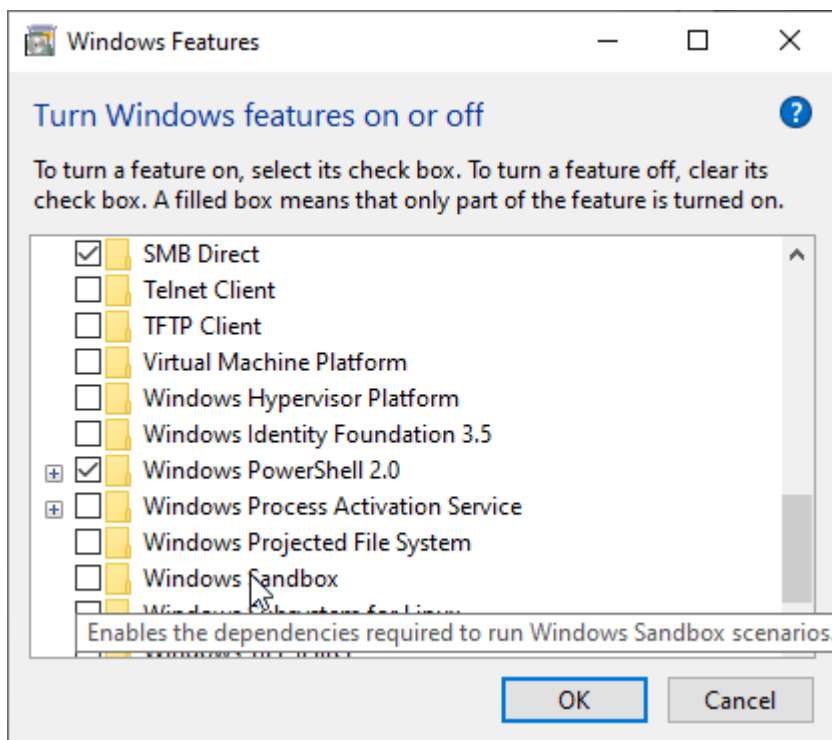 Windows Features
Turn Windows features on or off
To turn a feature on, select its check box. To turn a feature off, clear its
check box. A filled box means that only part of the feature is turned on.
SMB Direct
Telnet Client
TFTP Client
Virtual Machine Platform
Windows Hypervisor Platform
Windows Identity Foundation 3.5
Windows PowerShell 2.0
Windows Process Activation Service
Windows Projected File System
Windows Sandbox
Windows Subsystem for Linux
Enables the dependencies required to run Windows Sandbox scenarios.
OK
Cancel